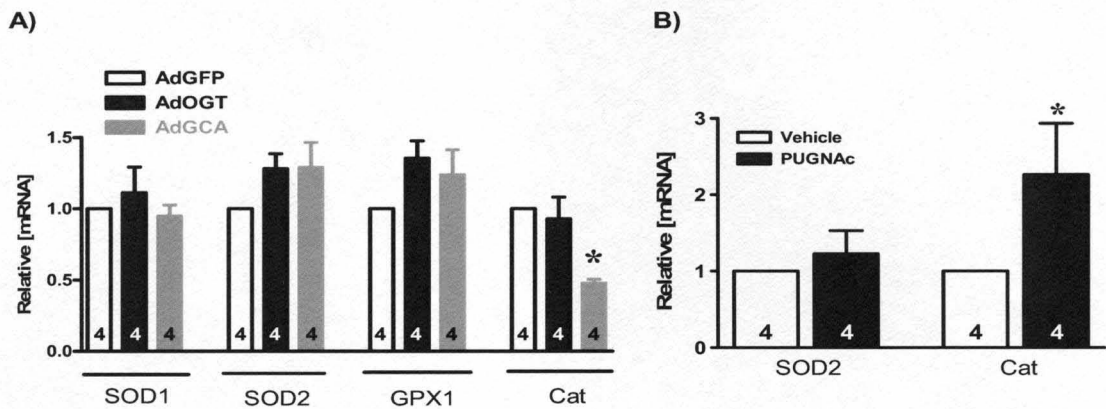 A)
AdGFP
AdOGT
AdGCA
Relative [mRNA]
1.5
1.0
0.5
0.0
*
4 4 4 4 4 4 4 4 4 4 4 4
SOD1 SOD2 GPX1 Cat
B)
Vehicle
PUGNAc
Relative [mRNA]
3
2
1
0
*
4 4 4 4
SOD2 Cat